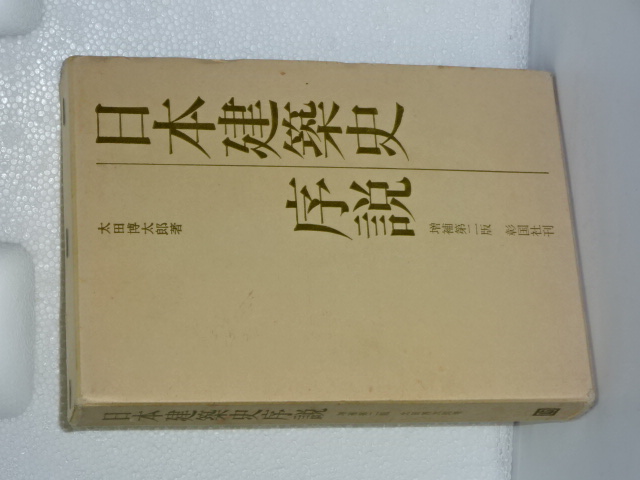 日本建築史
序説
太田博太郎著
増補第二版
彰国社刊
日本建築史序説